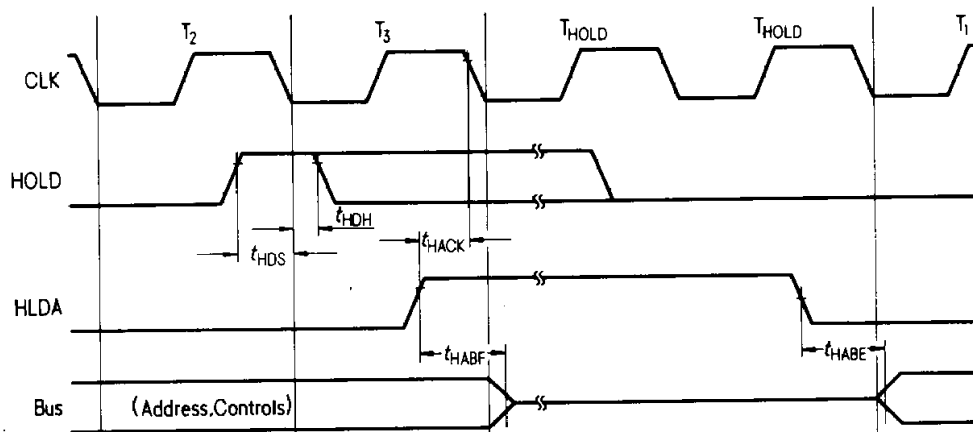 T2 T3 THOLD THOLD T1
CLK
HOLD
tHDH
tHACK
tHDS
HLDA
tHABF
tHABE
Bus (Address,Controls)